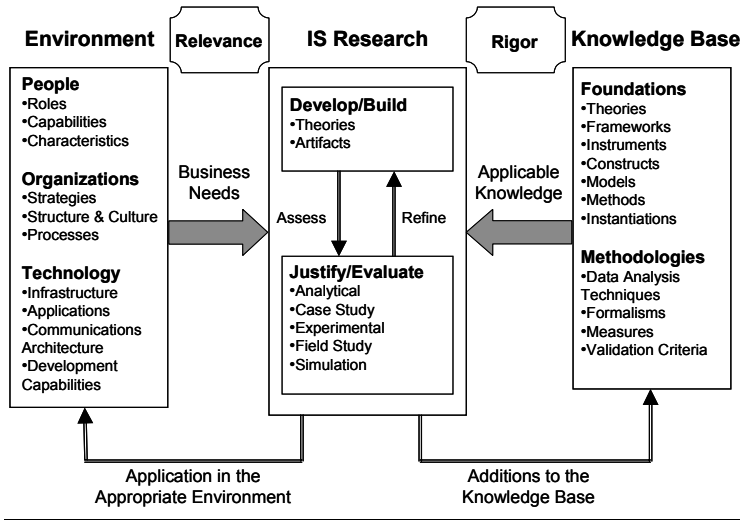 Environment
Relevance
IS Research
Rigor
Knowledge Base
People
•Roles
•Capabilities
•Characteristics
Organizations
•Strategies
•Structure & Culture
•Processes
Technology
•Infrastructure
•Applications
•Communications
Architecture
•Development
Capabilities
Business
Needs
Develop/Build
•Theories
•Artifacts
Assess
Refine
Justify/Evaluate
•Analytical
•Case Study
•Experimental
•Field Study
•Simulation
Applicable
Knowledge
Foundations
•Theories
•Frameworks
•Instruments
•Constructs
•Models
•Methods
•Instantiations
Methodologies
•Data Analysis
Techniques
•Formalisms
•Measures
•Validation Criteria
Application in the
Appropriate Environment
Additions to the
Knowledge Base